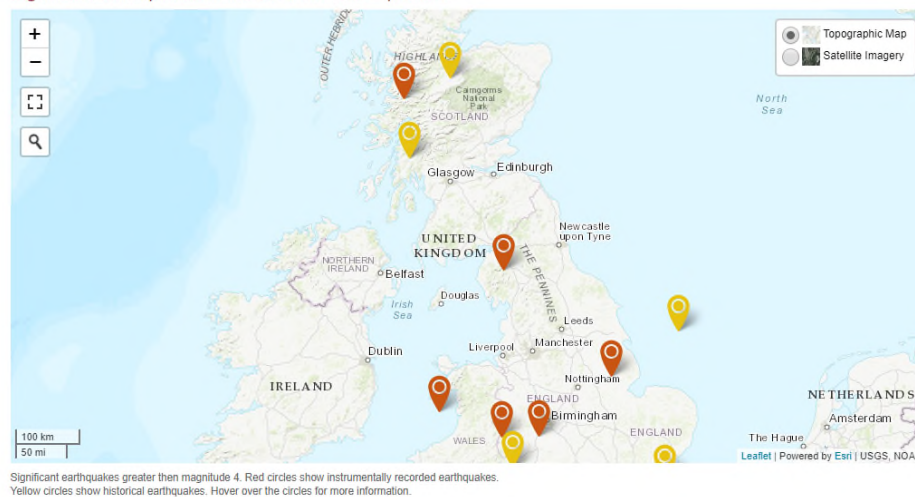 +
−
OUTER HEBRIDES
HIGHLAND
Cairngorms
National
Park
SCOTLAND
Glasgow
Edinburgh
North
Sea
Topographic Map
Satellite Imagery
UNITED
KINGDOM
Newcastle
upon Tyne
THE PENNINES
NORTHERN
IRELAND
Belfast
Douglas
Irish
Sea
Leeds
Liverpool
Manchester
Dublin
IRELAND
Nottingham
ENGLAND
Birmingham
WALES
ENGLAND
NETHERLANDS
Amsterdam
The Hague
100 km
50 mi
Leaflet | Powered by Esri | USGS, NOA
Significant earthquakes greater then magnitude 4. Red circles show instrumentally recorded earthquakes.
Yellow circles show historical earthquakes. Hover over the circles for more information.